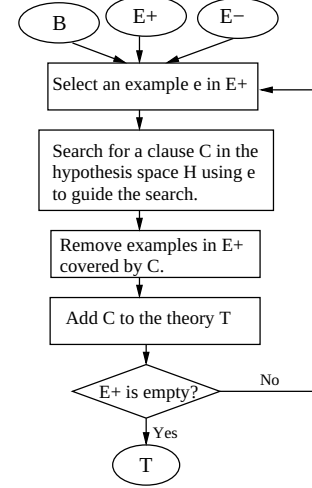 B
E+
E−
Select an example e in E+
Search for a clause C in the
hypothesis space H using e
to guide the search.
Remove examples in E+
covered by C.
Add C to the theory T
E+ is empty?
No
Yes
T